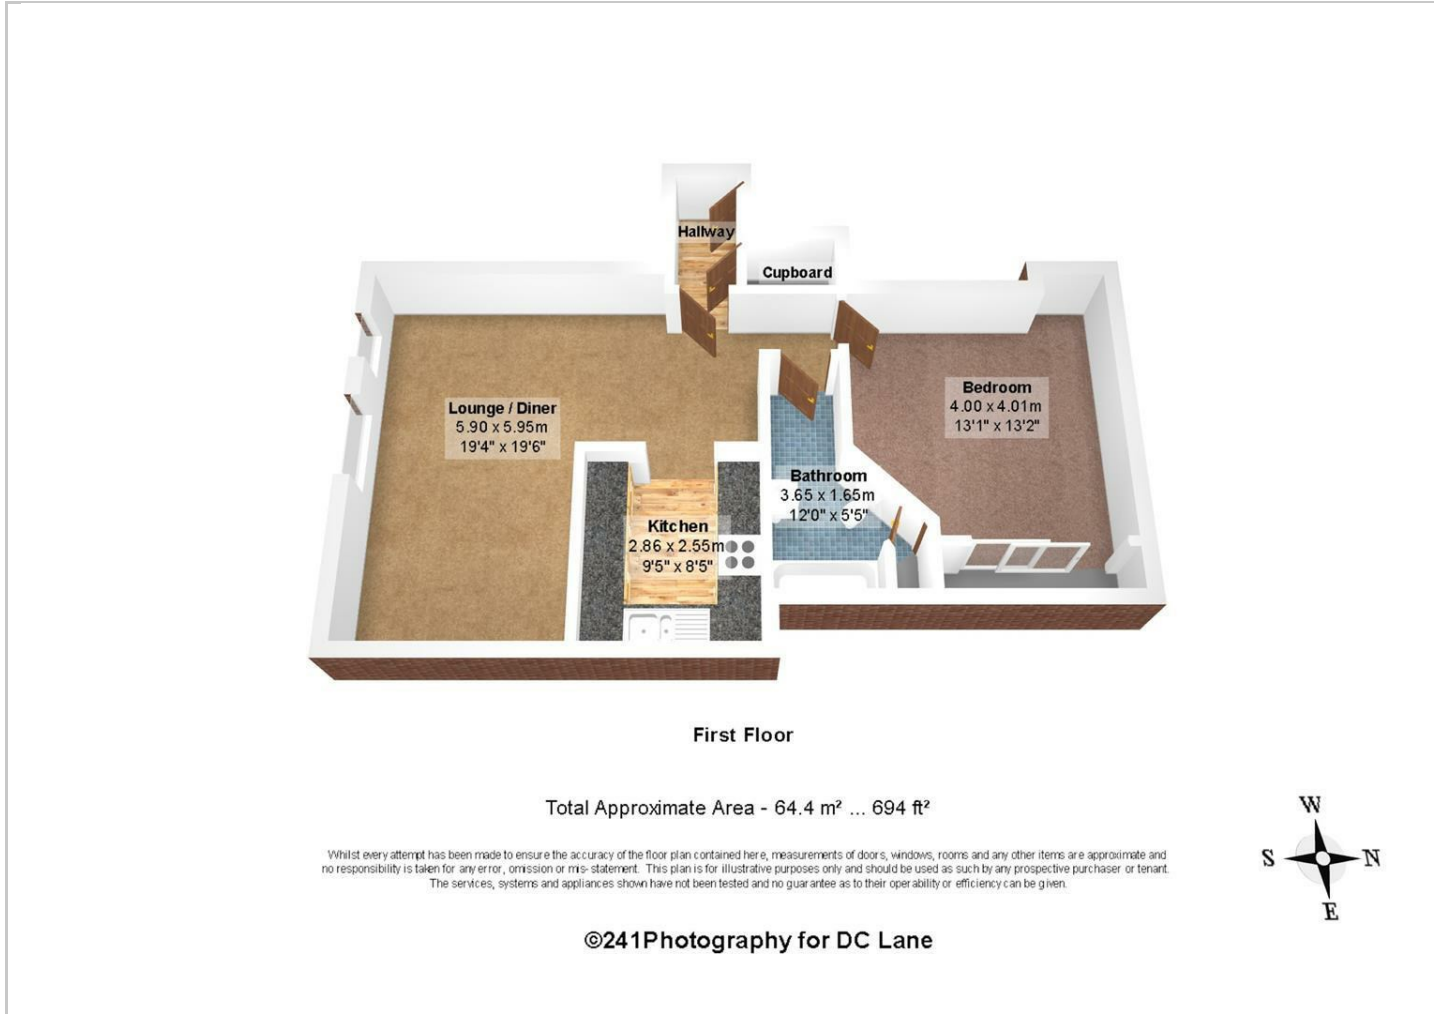 Hallway
Cupboard
Lounge / Diner
5.90 x 5.95m
19'4" x 19'6"
Bedroom
4.00 x 4.01m
13'1" x 13'2"
Bathroom
3.65 x 1.65m
12'0" x 5'5"
Kitchen
2.86 x 2.55m
9'5" x 8'5"
First Floor
Total Approximate Area - 64.4 m² ... 694 ft²
W
S N
E
Whilst every attempt has been made to ensure the accuracy of the floor plan contained here, measurements of doors, windows, rooms and any other items are approximate and
no responsibility is taken for any error, omission or mis-statement. This plan is for illustrative purposes only and should be used as such by any prospective purchaser or tenant.
The services, systems and appliances shown have not been tested and no guarantee as to their operability or efficiency can be given.
©241Photography for DC Lane